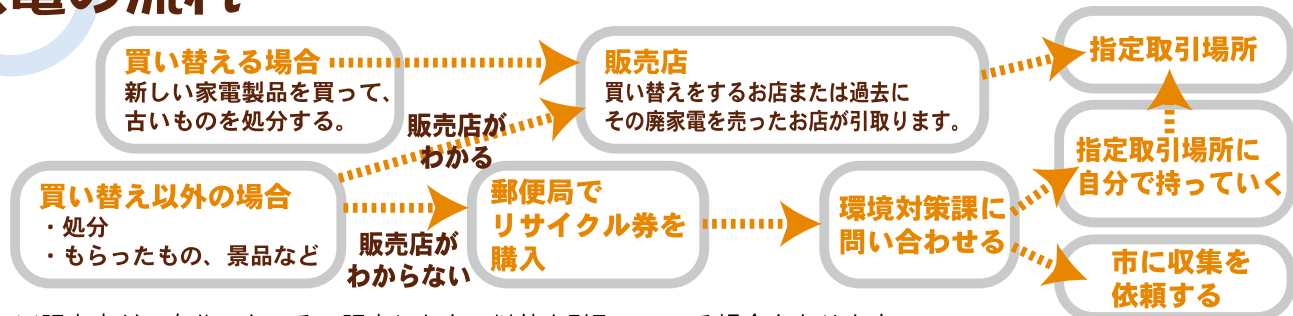 電の流れ
買い替える場合
新しい家電製品を買って、
古いものを処分する。
販売店
買い替えをするお店または過去に
その廃家電を売ったお店が引取ります。
指定取引場所
販売店が
わかる
買い替え以外の場合
・処分
・もらったもの、景品など
販売店が
わからない
郵便局で
リサイクル券を
購入
環境対策課に
問い合わせる
指定取引場所に
自分で持っていく
市に収集を
依頼する